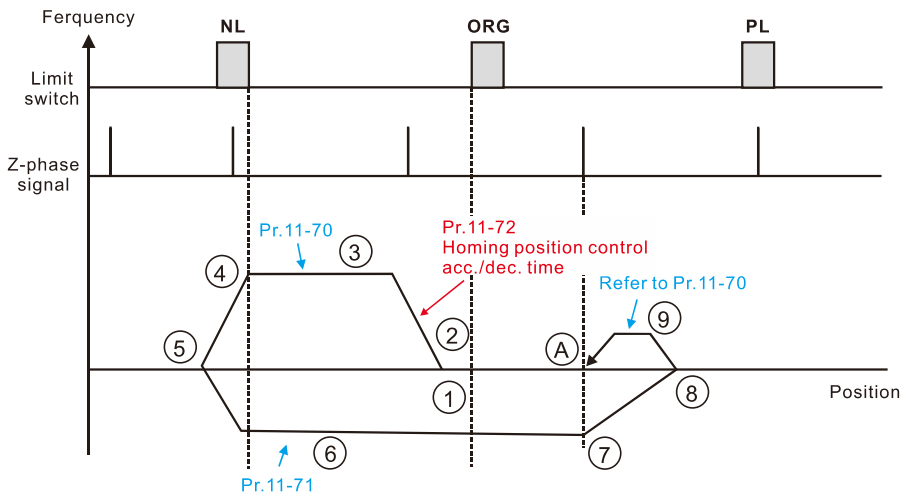 Ferquency
NL
ORG
PL
Limit
switch
Z-phase
signal
Pr.11-72
Homing position control
acc./dec. time
Pr.11-70
3
4
Refer to Pr.11-70
9
2
5
A
1
8
Position
6
7
Pr.11-71